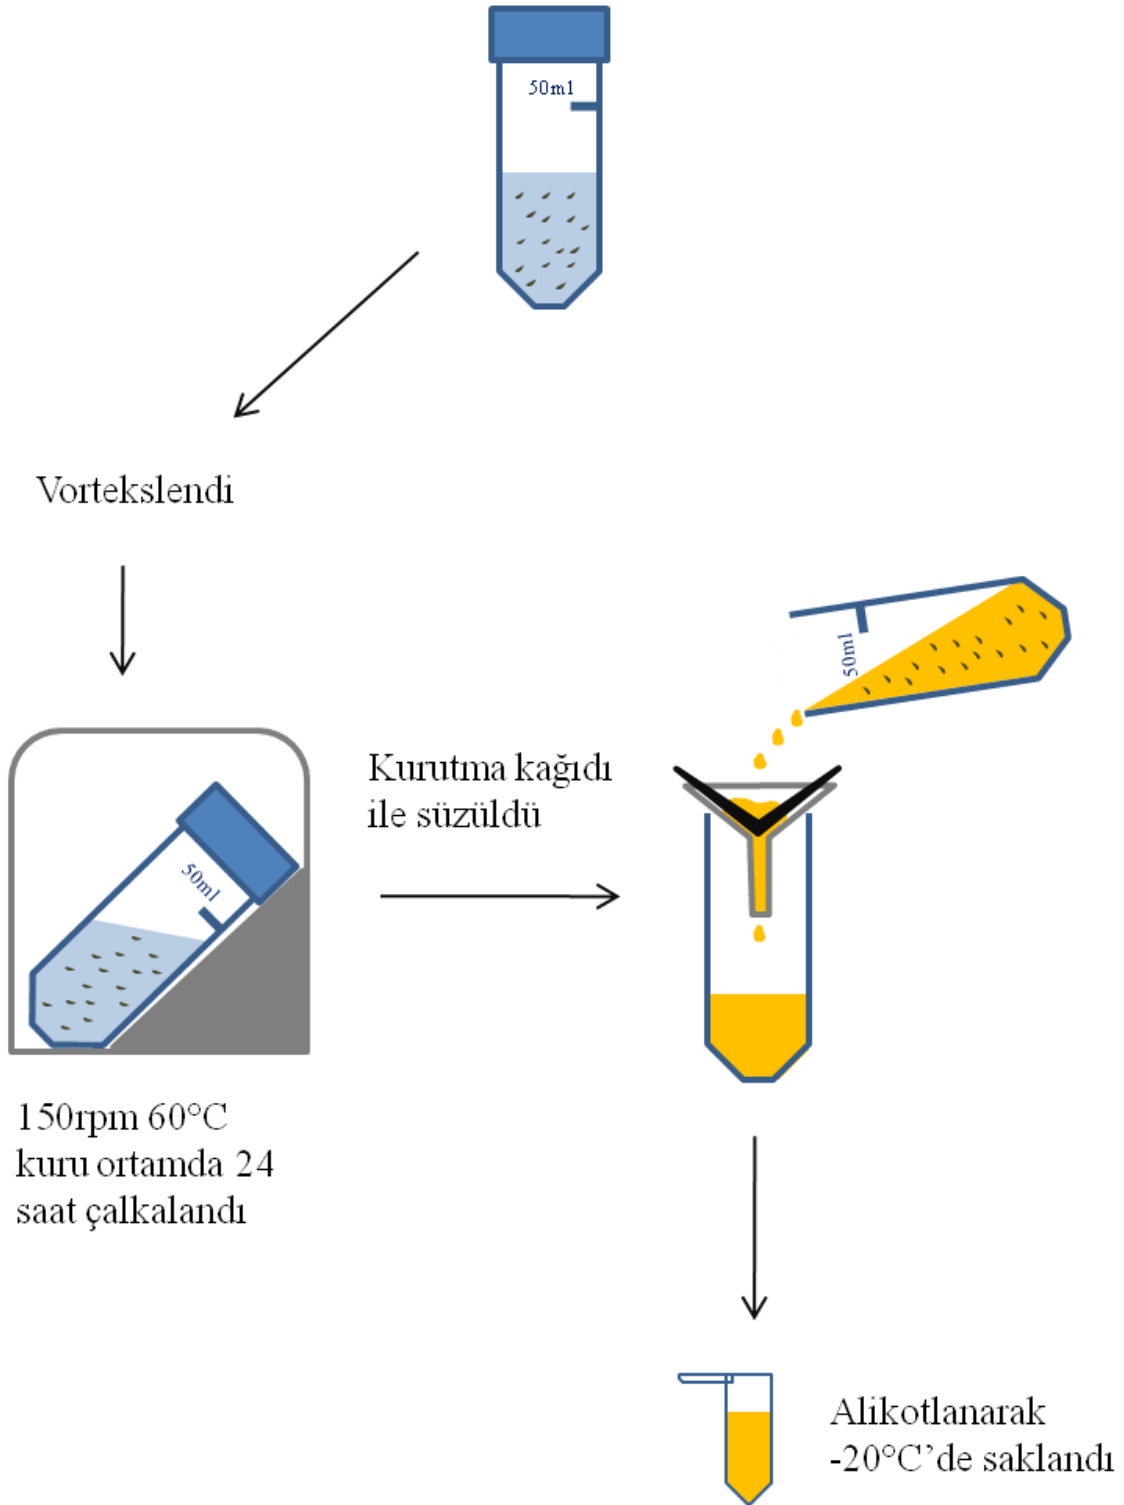 50ml
Vortekslendi
50ml
Kurutma kağıdı
ile süzüldü
50ml
150rpm 60°C
kuru ortamda 24
saat çalkalandı
Alikotlanarak
-20°C’de saklandı